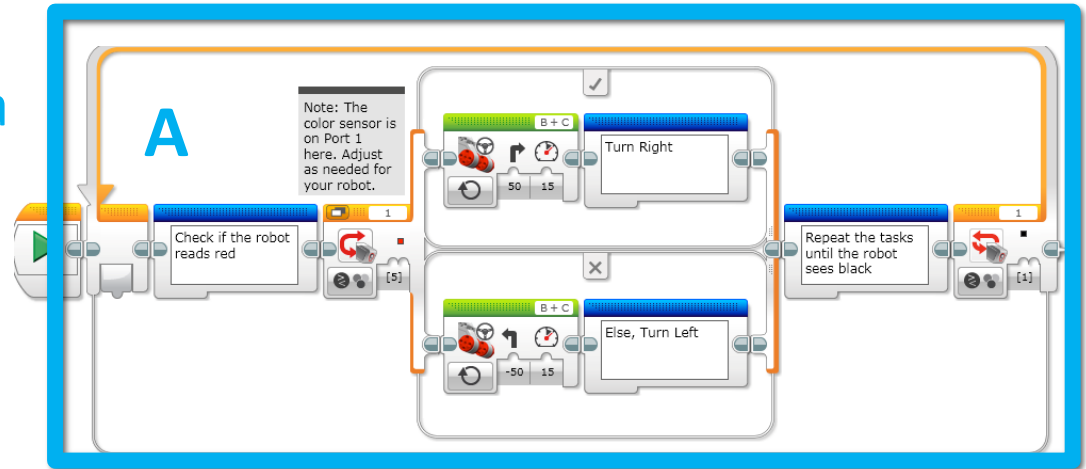 n
A
Note: The
color sensor is
on Port 1
here. Adjust
as needed for
your robot.
B + C
Turn Right
50 15
1
Check if the robot
reads red
[5]
B + C
Else, Turn Left
-50 15
Repeat the tasks
until the robot
sees black
1
[1]